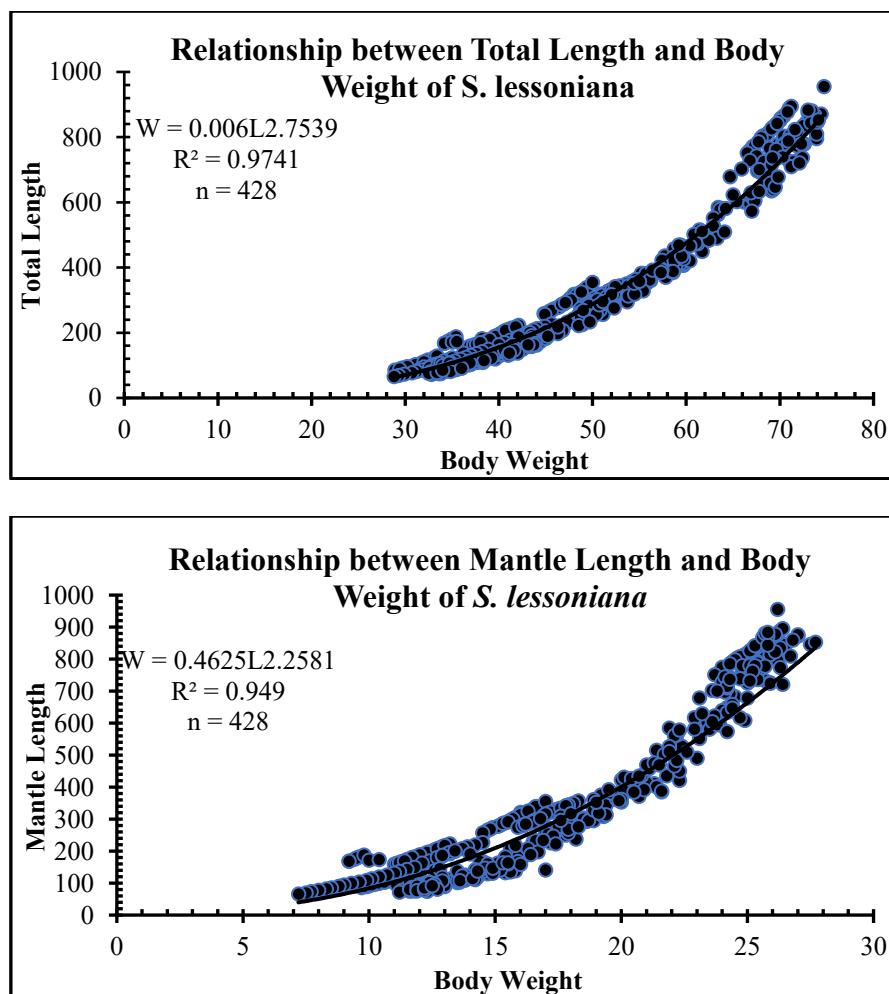 Relationship between Total Length and Body
Weight of S. lessoniana
W = 0.006L2.7539
R² = 0.9741
n = 428
Total Length
1000
800
600
400
200
0
0 10 20 30 40 50 60 70 80
Body Weight
Relationship between Mantle Length and Body
Weight of S. lessoniana
W = 0.4625L2.2581
R² = 0.949
n = 428
Mantle Length
1000
900
800
700
600
500
400
300
200
100
0
0 5 10 15 20 25 30
Body Weight